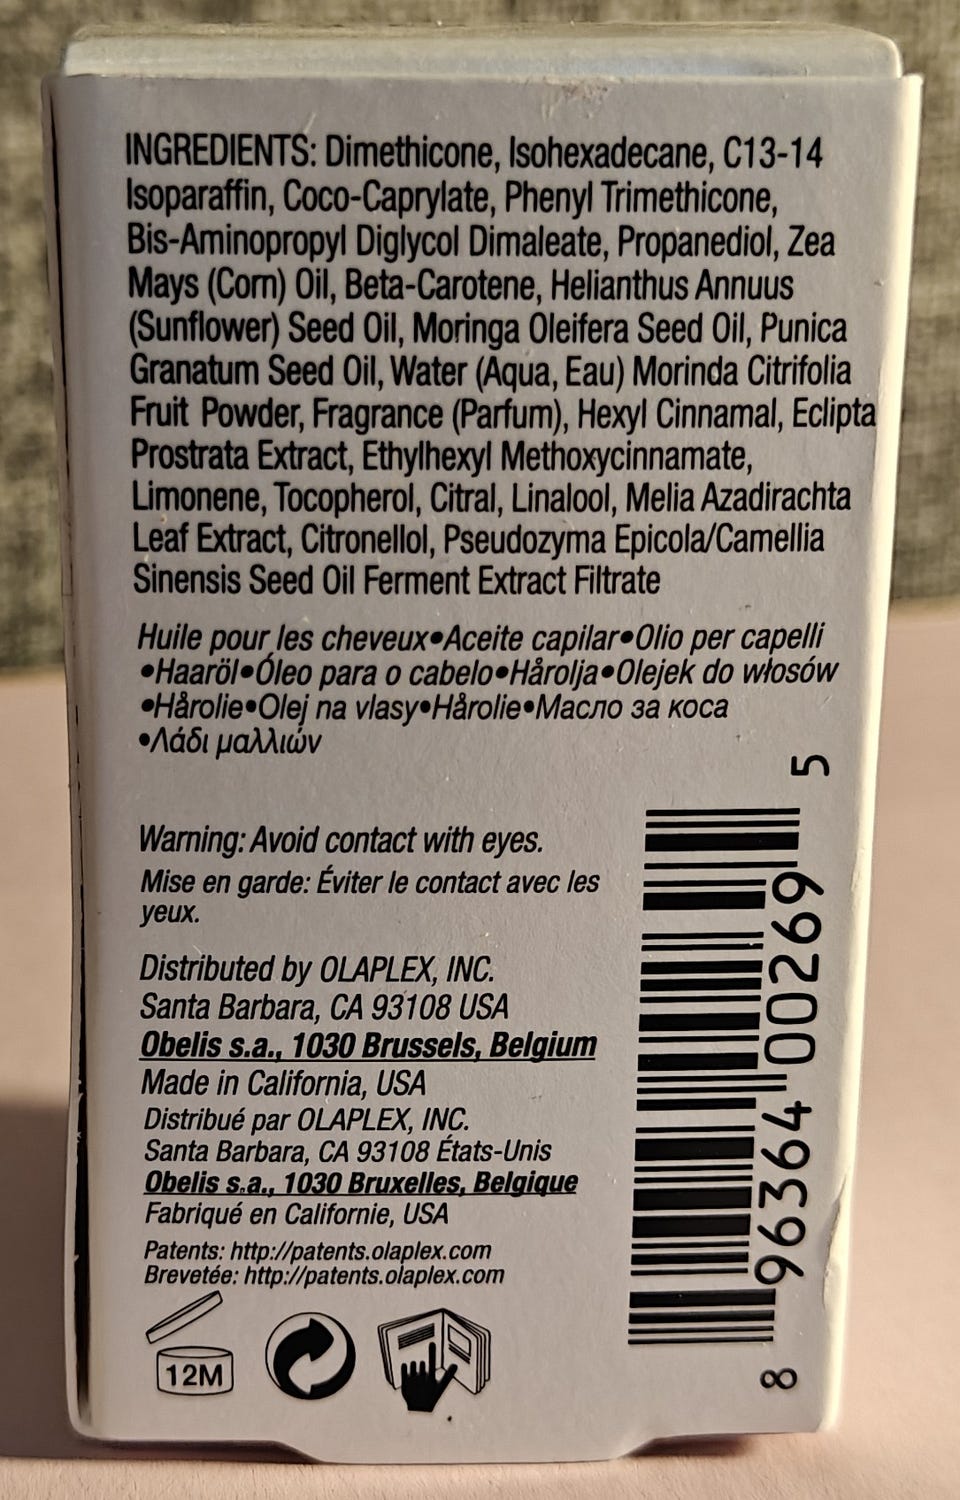 INGREDIENTS: Dimethicone, Isohexadecane, C13-14
Isoparaffin, Coco-Caprylate, Phenyl Trimethicone,
Bis-Aminopropyl Diglycol Dimaleate, Propanediol, Zea
Mays (Corn) Oil, Beta-Carotene, Helianthus Annuus
(Sunflower) Seed Oil, Moringa Oleifera Seed Oil, Punica
Granatum Seed Oil, Water (Aqua, Eau) Morinda Citrifolia
Fruit Powder, Fragrance (Parfum), Hexyl Cinnamal, Eclipta
Prostrata Extract, Ethylhexyl Methoxycinnamate,
Limonene, Tocopherol, Citral, Linalool, Melia Azadirachta
Leaf Extract, Citronellol, Pseudozyma Epicola/Camellia
Sinensis Seed Oil Ferment Extract Filtrate
Huile pour les cheveux•Aceite capilar•Olio per capelli
•Haaröl•Óleo para o cabelo•Hårolja•Olejek do włosów
•Hårolie•Olej na vlasy•Hårolie•Масло за коса
•Λάδι μαλλιών
Warning: Avoid contact with eyes.
Mise en garde: Éviter le contact avec les
yeux.
Distributed by OLAPLEX, INC.
Santa Barbara, CA 93108 USA
Obelis s.a., 1030 Brussels, Belgium
Made in California, USA
Distribué par OLAPLEX, INC.
Santa Barbara, CA 93108 États-Unis
Obelis s.a., 1030 Bruxelles, Belgique
Fabriqué en Californie, USA
Patents: http://patents.olaplex.com
Brevetée: http://patents.olaplex.com
12M
8 96364 00269 5